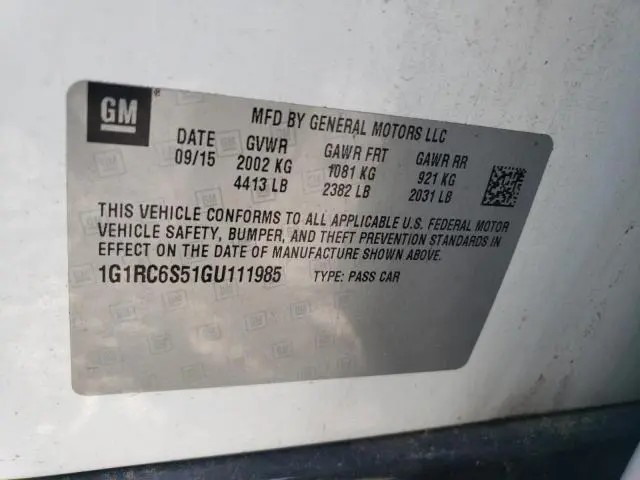 GM
MFD BY GENERAL MOTORS LLC
DATE GVWR GAWR FRT GAWR RR
09/15 2002 KG 1081 KG 921 KG
4413 LB 2382 LB 2031 LB
THIS VEHICLE CONFORMS TO ALL APPLICABLE U.S. FEDERAL MOTOR
VEHICLE SAFETY, BUMPER, AND THEFT PREVENTION STANDARDS IN
EFFECT ON THE DATE OF MANUFACTURE SHOWN ABOVE.
1G1RC6S51GU111985 TYPE: PASS CAR